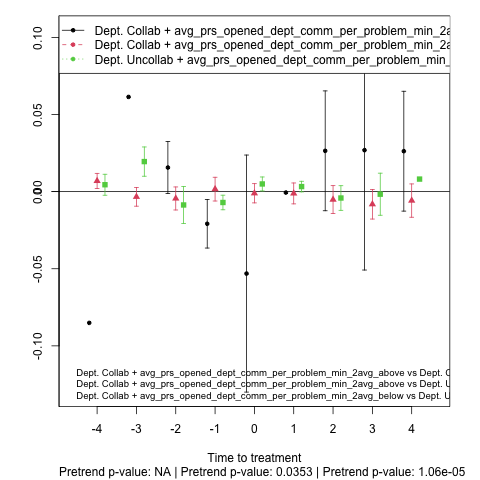 Dept. Collab + avg_prs_opened_dept_comm_per_problem_min_2a
Dept. Collab + avg_prs_opened_dept_comm_per_problem_min_2a
Dept. Uncollab + avg_prs_opened_dept_comm_per_problem_min_
0.10
0.05
0.00
-0.05
-0.10
Dept. Collab + avg_prs_opened_dept_comm_per_problem_min_2avg_above vs Dept. C
Dept. Collab + avg_prs_opened_dept_comm_per_problem_min_2avg_above vs Dept. U
Dept. Collab + avg_prs_opened_dept_comm_per_problem_min_2avg_below vs Dept. U
-4 -3 -2 -1 0 1 2 3 4
Time to treatment
Pretrend p-value: NA | Pretrend p-value: 0.0353 | Pretrend p-value: 1.06e-05